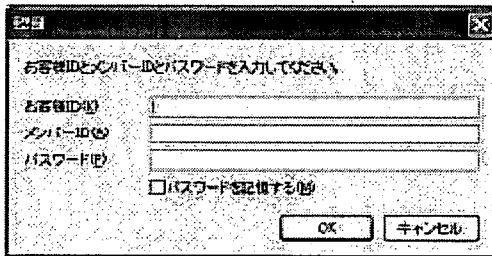 認証
お客様IDとメンバーIDとパスワードを入力してください。
お客様ID(K)
メンバーID(A)
パスワード(P)
パスワードを記憶する(M)
OK
キャンセル